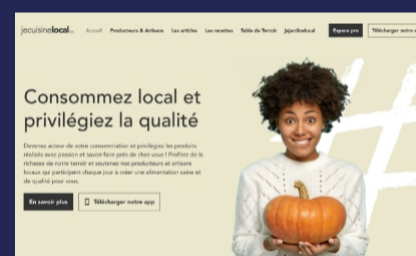 jecuisinelocal
Accueil Producteurs & Artisans Les articles Les recettes Table de Terroir jejardinelocal Espace pro Télécharger notre
Consommez local et
privilégiez la qualité
Devenez acteur de votre consommation et privilégiez les produits
réalisés avec passion et savoir-faire près de chez vous ! Profitez de la
richesse de notre terroir et soutenez nos producteurs et artisans
locaux qui participent chaque jour à créer une alimentation saine et
de qualité pour vous.
En savoir plus Télécharger notre app